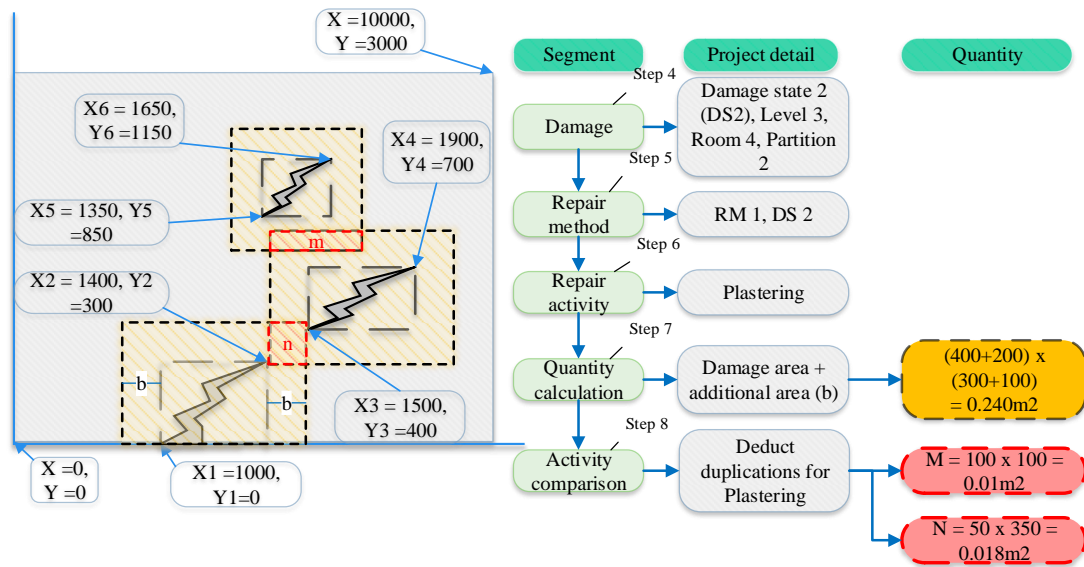 X =10000,
Y =3000
X6 = 1650,
Y6 =1150
X4 = 1900,
Y4 =700
X5 = 1350, Y5
=850
X2 = 1400, Y2
=300
m
n
b
b
X3 = 1500,
Y3 =400
X =0,
Y =0
X1 =1000,
Y1=0
Segment
Project detail
Quantity
Step 4
Damage
Damage state 2
(DS2), Level 3,
Room 4, Partition
2
Step 5
Repair
method
RM 1, DS 2
Step 6
Repair
activity
Plastering
Step 7
Quantity
calculation
Damage area +
additional area (b)
(400+200) x
(300+100)
= 0.240m2
Step 8
Activity
comparison
Deduct
duplications for
Plastering
M = 100 x 100 =
0.01m2
N = 50 x 350 =
0.018m2